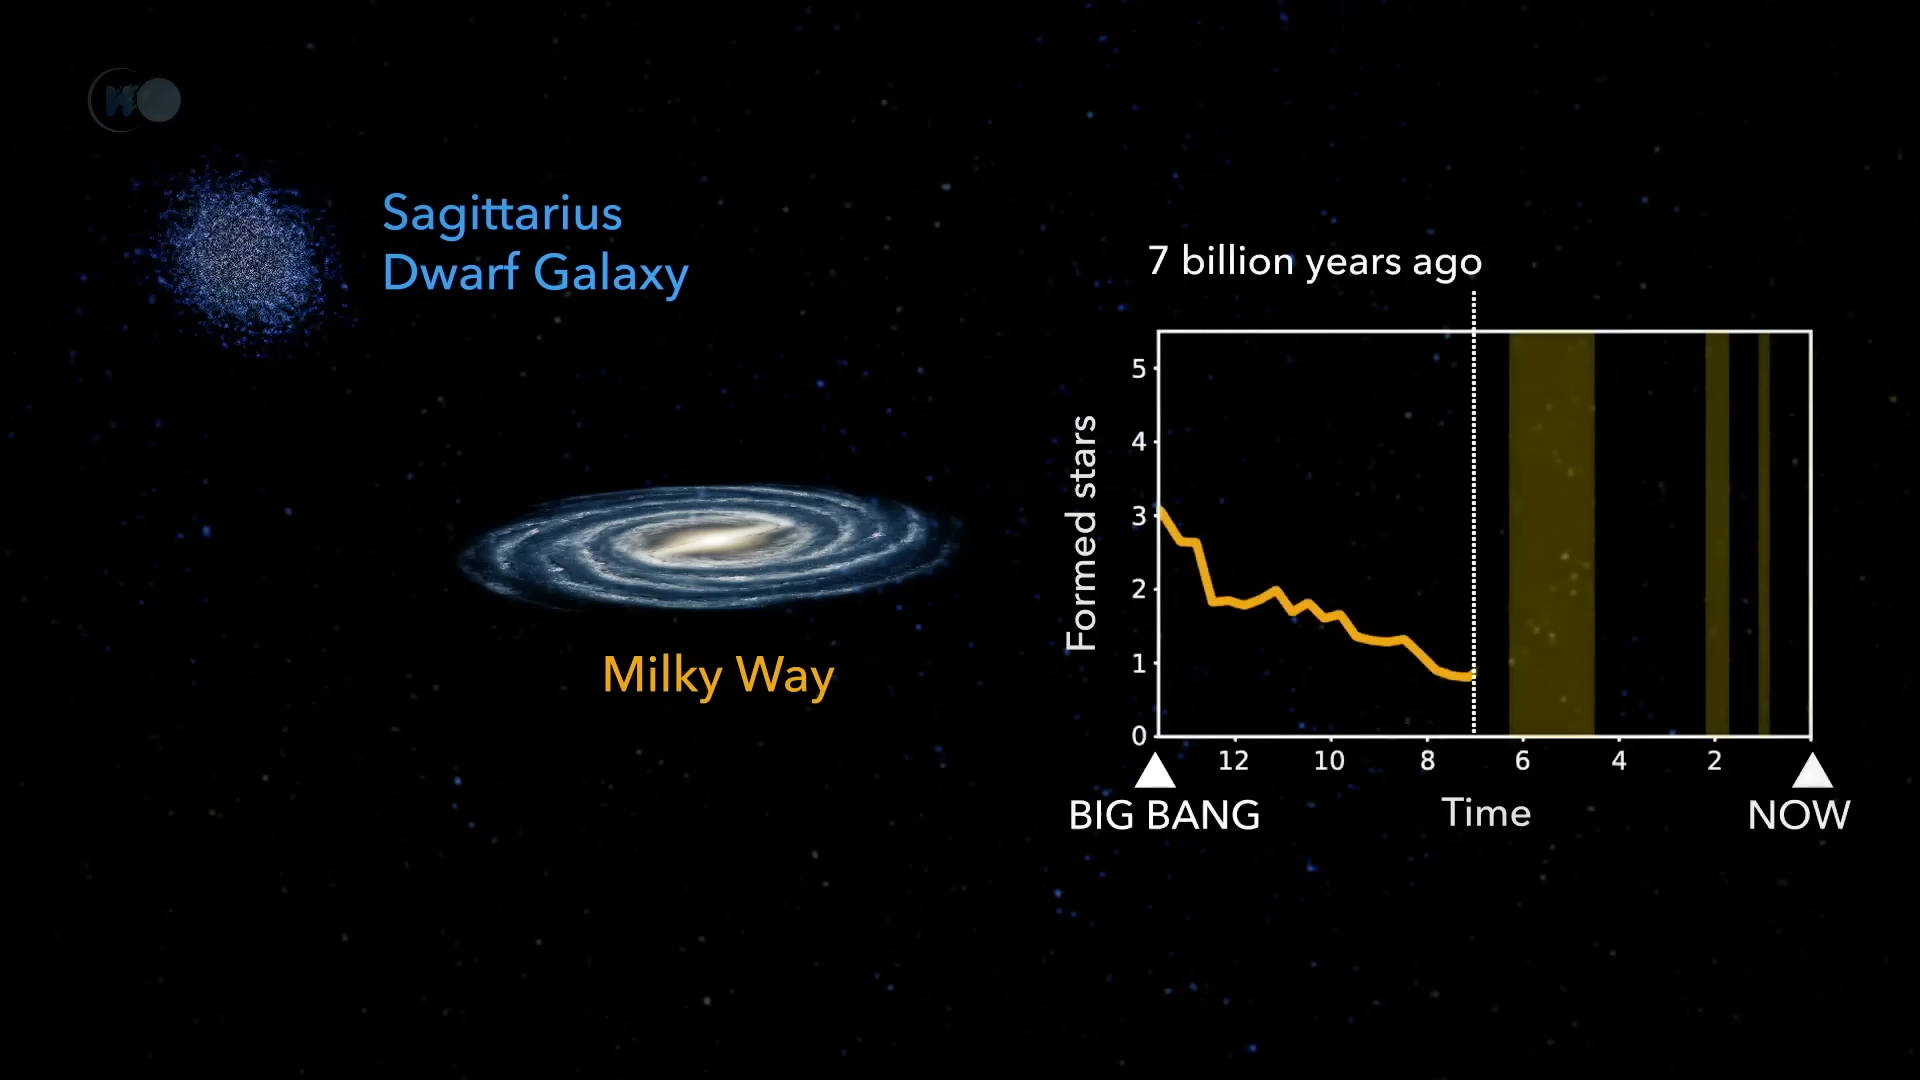 Sagittarius
Dwarf Galaxy
Milky Way
7 billion years ago
Formed stars
5
4
3
2
1
0
12 10 8 6 4 2
BIG BANG Time NOW